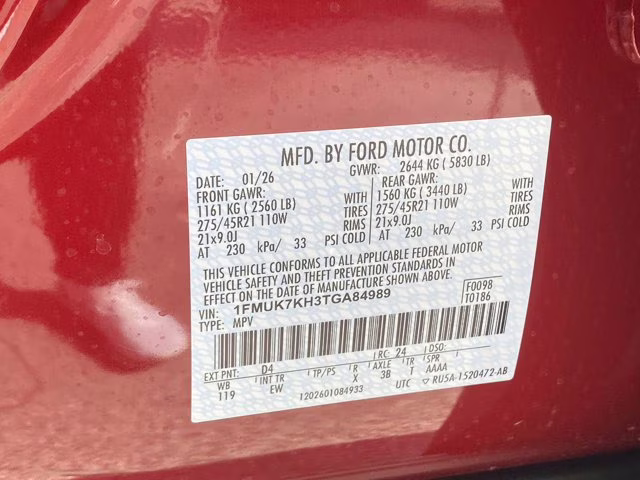 MFD. BY FORD MOTOR CO.
DATE: 01/26 GVWR: 2644 KG ( 5830 LB)
FRONT GAWR: REAR GAWR:
1161 KG ( 2560 LB) WITH 1560 KG ( 3440 LB) WITH
275/45R21 110W TIRES 275/45R21 110W TIRES
21x9.0J RIMS 21x9.0J RIMS
AT 230 kPa/ 33 PSI COLD AT 230 kPa/ 33 PSI COLD
THIS VEHICLE CONFORMS TO ALL APPLICABLE FEDERAL MOTOR
VEHICLE SAFETY AND THEFT PREVENTION STANDARDS IN
EFFECT ON THE DATE OF MANUFACTURE SHOWN ABOVE.
VIN: 1FMUK7KH3TGA84989 F0098
TYPE: MPV T0186
EXT PNT: D4 RC: 24 DSO:
WB INT TR TP/PS R AXLE TR SPR
119 EW X 3B 1 AAAA
1202601084933 UTC RU5A-1520472-AB